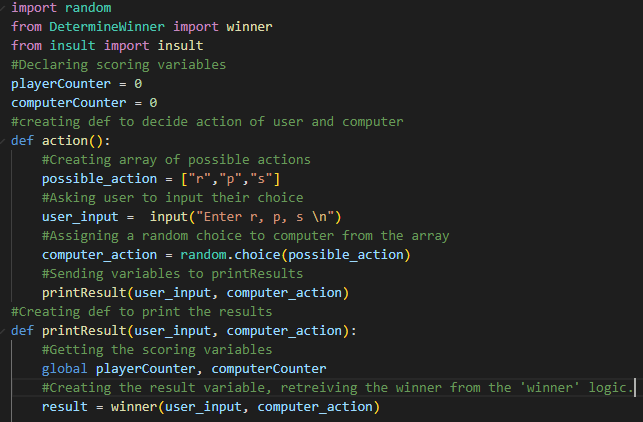 import random
from DetermineWinner import winner
from insult import insult
#Declaring scoring variables
playerCounter = 0
computerCounter = 0
#creating def to decide action of user and computer
def action():
    #Creating array of possible actions
    possible_action = ["r","p","s"]
    #Asking user to input their choice
    user_input =  input("Enter r, p, s \n")
    #Assigning a random choice to computer from the array
    computer_action = random.choice(possible_action)
    #Sending variables to printResults
    printResult(user_input, computer_action)
#Creating def to print the results
def printResult(user_input, computer_action):
    #Getting the scoring variables
    global playerCounter, computerCounter
    #Creating the result variable, retreiving the winner from the 'winner' logic.
    result = winner(user_input, computer_action)